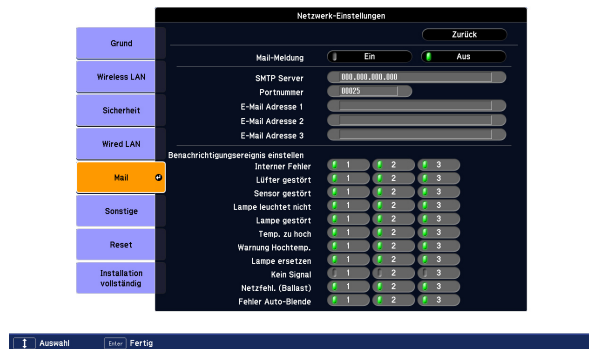 Netzwerk-Einstellungen
Zurück
Grund
Wireless LAN
Sicherheit
Wired LAN
Mail
Sonstige
Reset
Installation
vollständig
Mail-Meldung Ein Aus
SMTP Server 000.000.000.000
Portnummer 00025
E-Mail Adresse 1
E-Mail Adresse 2
E-Mail Adresse 3
Benachrichtigungsereignis einstellen
Interner Fehler 1 2 3
Lüfter gestört 1 2 3
Sensor gestört 1 2 3
Lampe leuchtet nicht 1 2 3
Lampe gestört 1 2 3
Temp. zu hoch 1 2 3
Warnung Hochtemp. 1 2 3
Lampe ersetzen 1 2 3
Kein Signal 1 2 3
Netzfehl. (Ballast) 1 2 3
Fehler Auto-Blende 1 2 3
Auswahl Enter Fertig